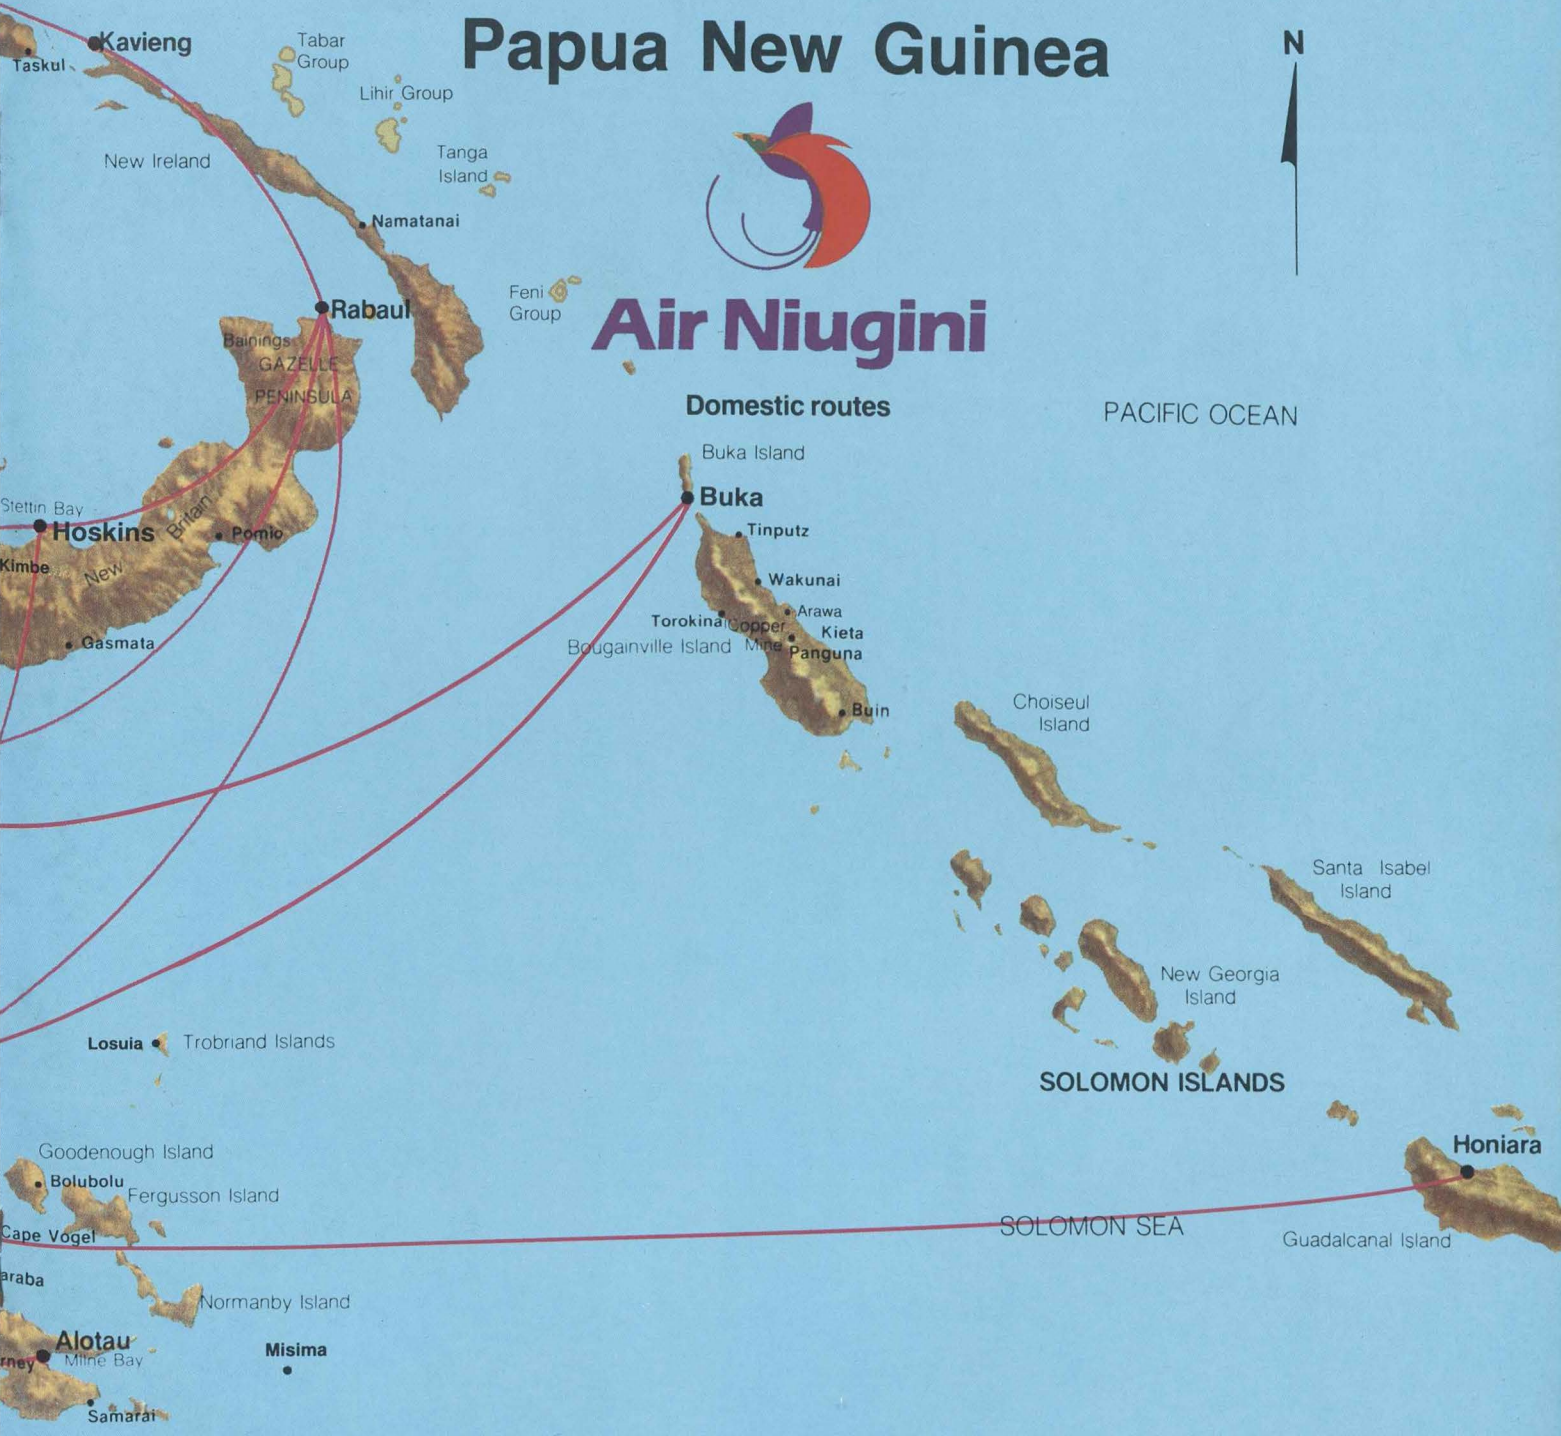 Papua New Guinea
N
Kavieng
Taskul
Tabar
Group
Lihir Group
New Ireland
Tanga
Island
Namatanai
Feni
Group
Rabaul
Air Niugini
Bainings
GAZELLE
PENINSULA
Domestic routes
PACIFIC OCEAN
Buka Island
Buka
Stettin Bay
Hoskins
New Britain
Pomio
Kimbe
Gasmata
Tinputz
Wakunai
Arawa
Torokina
Copper
Mine
Kieta
Bougainville Island
Panguna
Buin
Choiseul
Island
Santa Isabel
Island
New Georgia
Island
SOLOMON ISLANDS
Losuia
Trobriand Islands
Goodenough Island
Bolubolu
Fergusson Island
Cape Vogel
araba
Normanby Island
Honiara
SOLOMON SEA
Guadalcanal Island
Alotau
rney
Milne Bay
Misima
Samarai